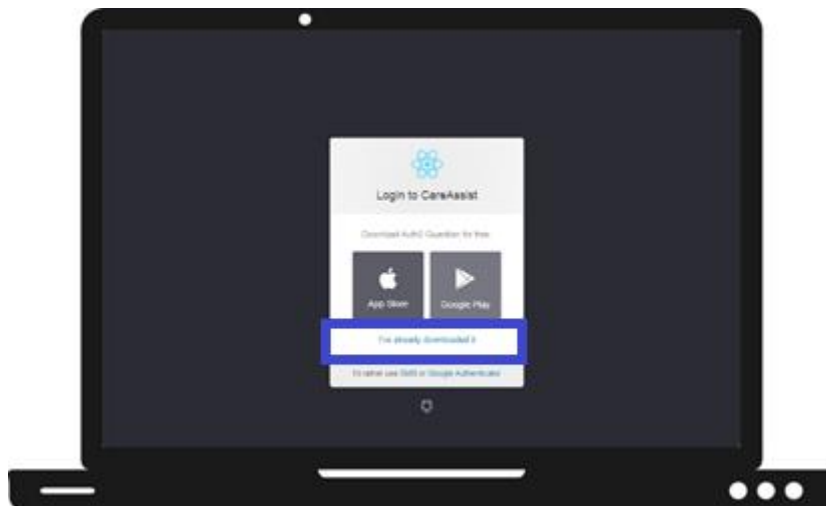 Login to CareAssist
Download Auth0 Guardian for free
App Store
Google Play
I've already downloaded it
I'd rather use SMS or Google Authenticator